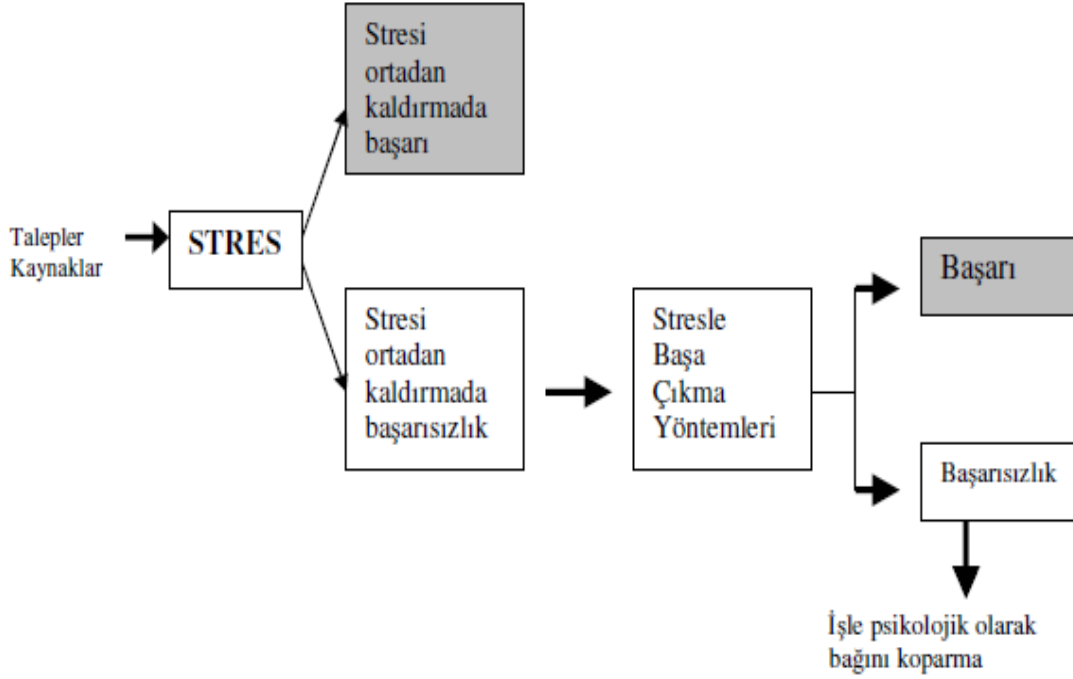 Stresi
ortadan
kaldırmada
başarı
Talepler
Kaynaklar
STRES
Stresi
ortadan
kaldırmada
başarısızlık
Stresle
Başa
Çıkma
Yöntemleri
Başarı
Başarısızlık
İşle psikolojik olarak
bağını koparma